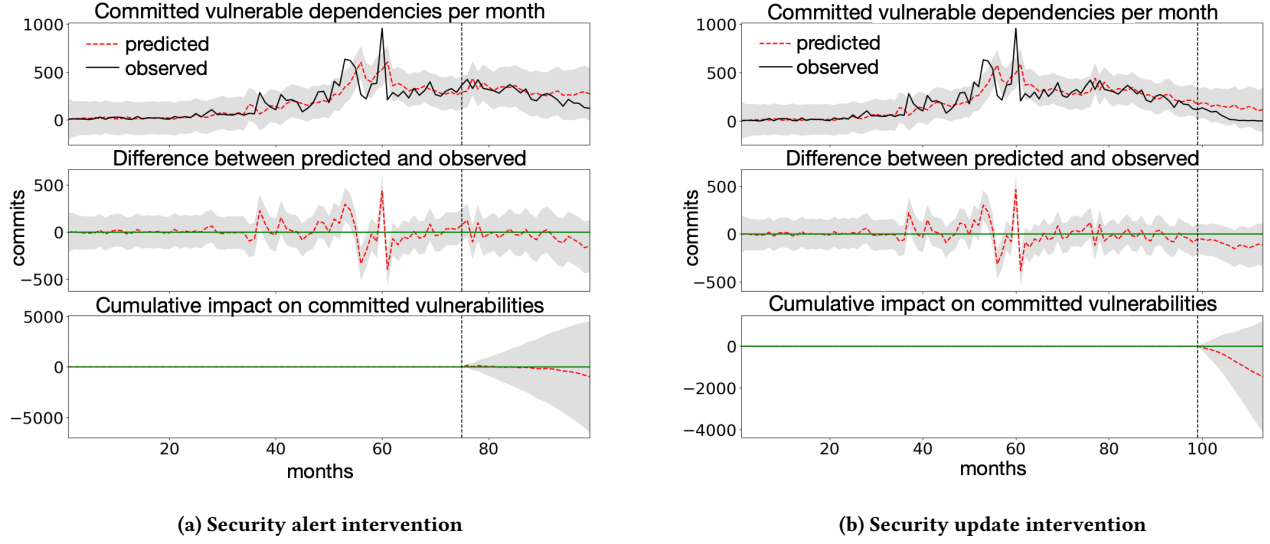 Committed vulnerable dependencies per month
1000
500
0
predicted
observed
Difference between predicted and observed
500
0
−500
commits
Cumulative impact on committed vulnerabilities
5000
0
−5000
20 40 60 80
months
(a) Security alert intervention
Committed vulnerable dependencies per month
1000
500
0
predicted
observed
Difference between predicted and observed
500
0
−500
commits
Cumulative impact on committed vulnerabilities
0
−2000
−4000
20 40 60 80 100
months
(b) Security update intervention